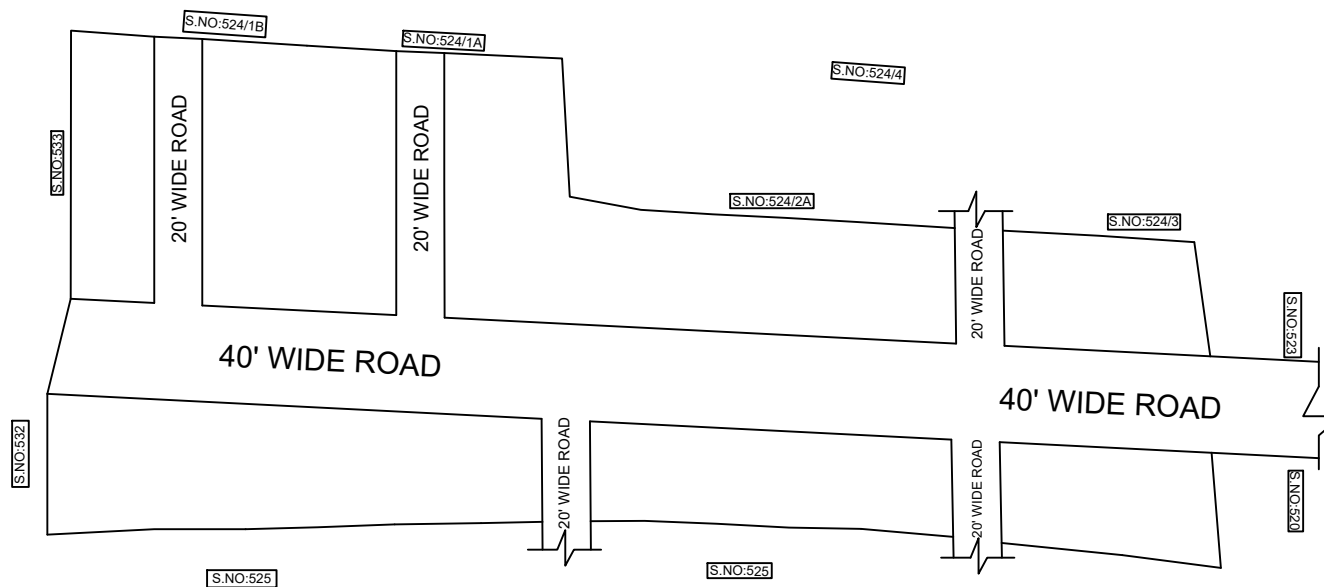 S.NO:524/1B
S.NO:524/1A
S.NO:524/4
S.NO:533
20' WIDE ROAD
20' WIDE ROAD
S.NO:524/2A
S.NO:524/3
20' WIDE ROAD
S.NO:523
40' WIDE ROAD
40' WIDE ROAD
S.NO:532
20' WIDE ROAD
20' WIDE ROAD
S.NO:520
S.NO:525
S.NO:525